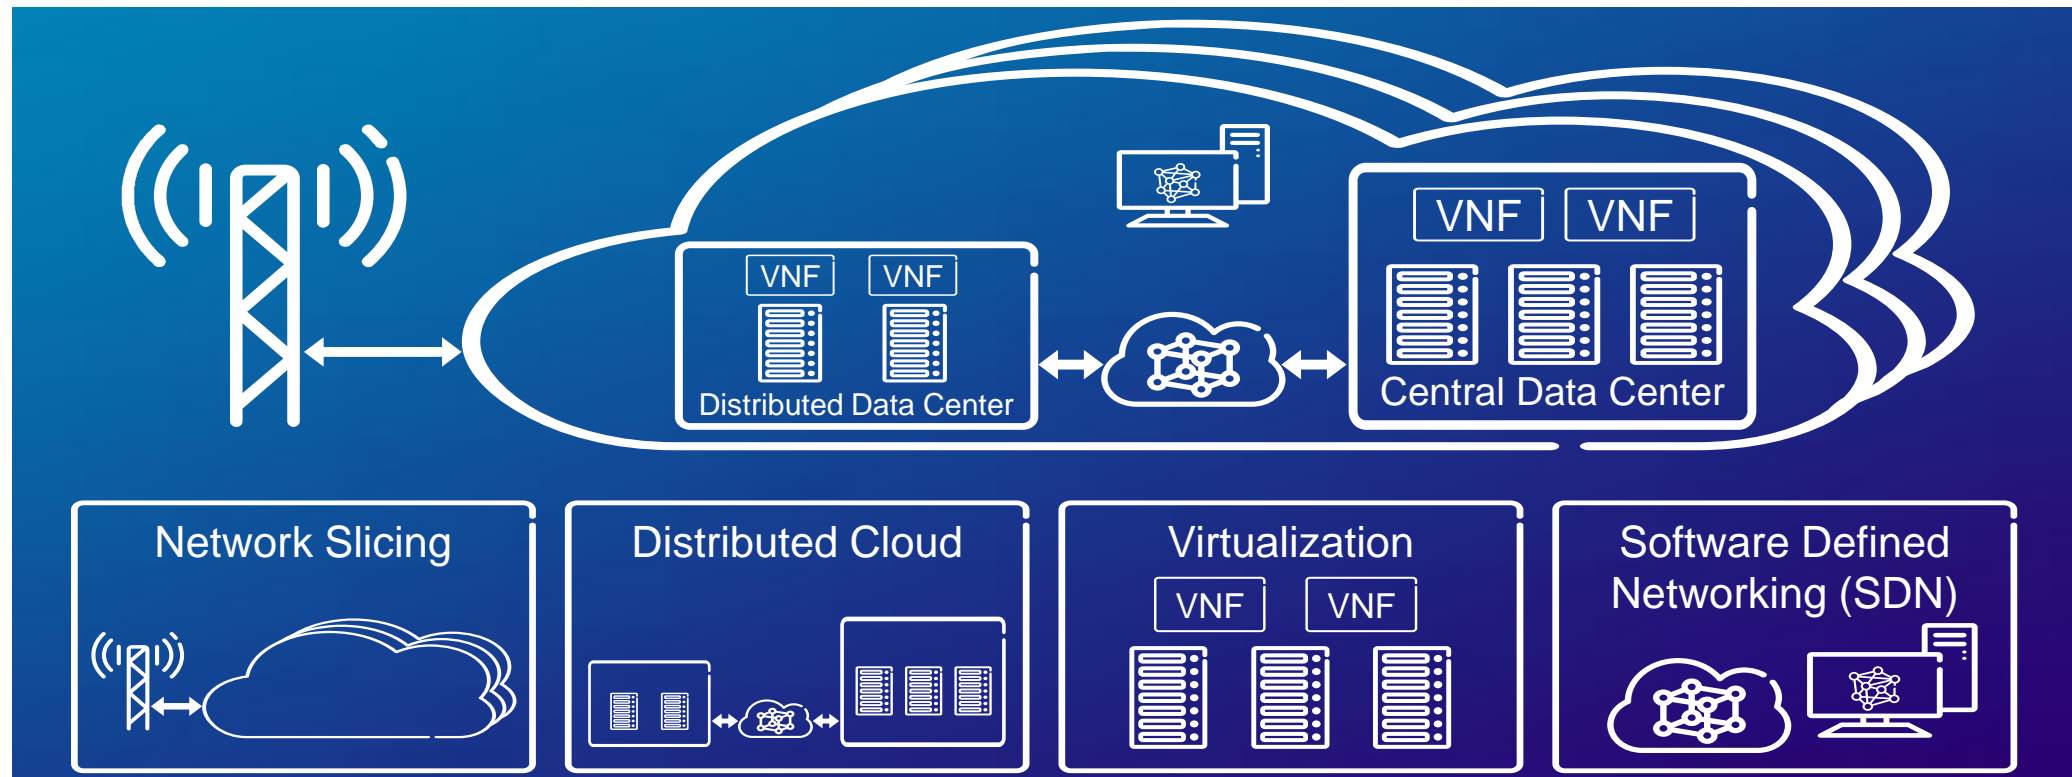 VNF VNF
VNF VNF
Distributed Data Center
Central Data Center
Network Slicing
Distributed Cloud
Virtualization
VNF VNF
Software Defined
Networking (SDN)